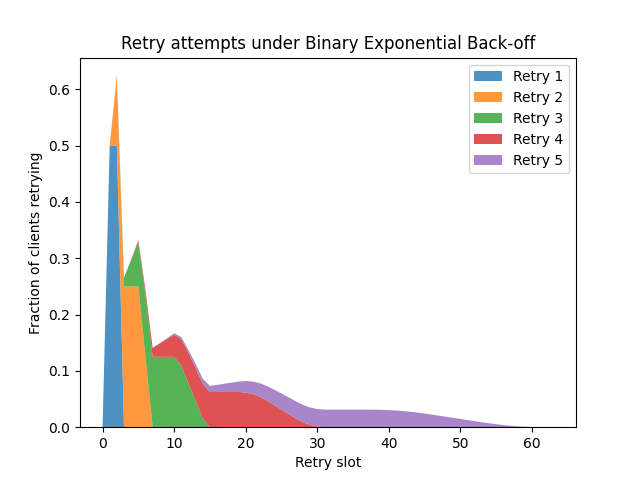 Retry attempts under Binary Exponential Back-off
Retry 1
Retry 2
Retry 3
Retry 4
Retry 5
Fraction of clients retrying
0.6
0.5
0.4
0.3
0.2
0.1
0.0
0 10 20 30 40 50 60
Retry slot